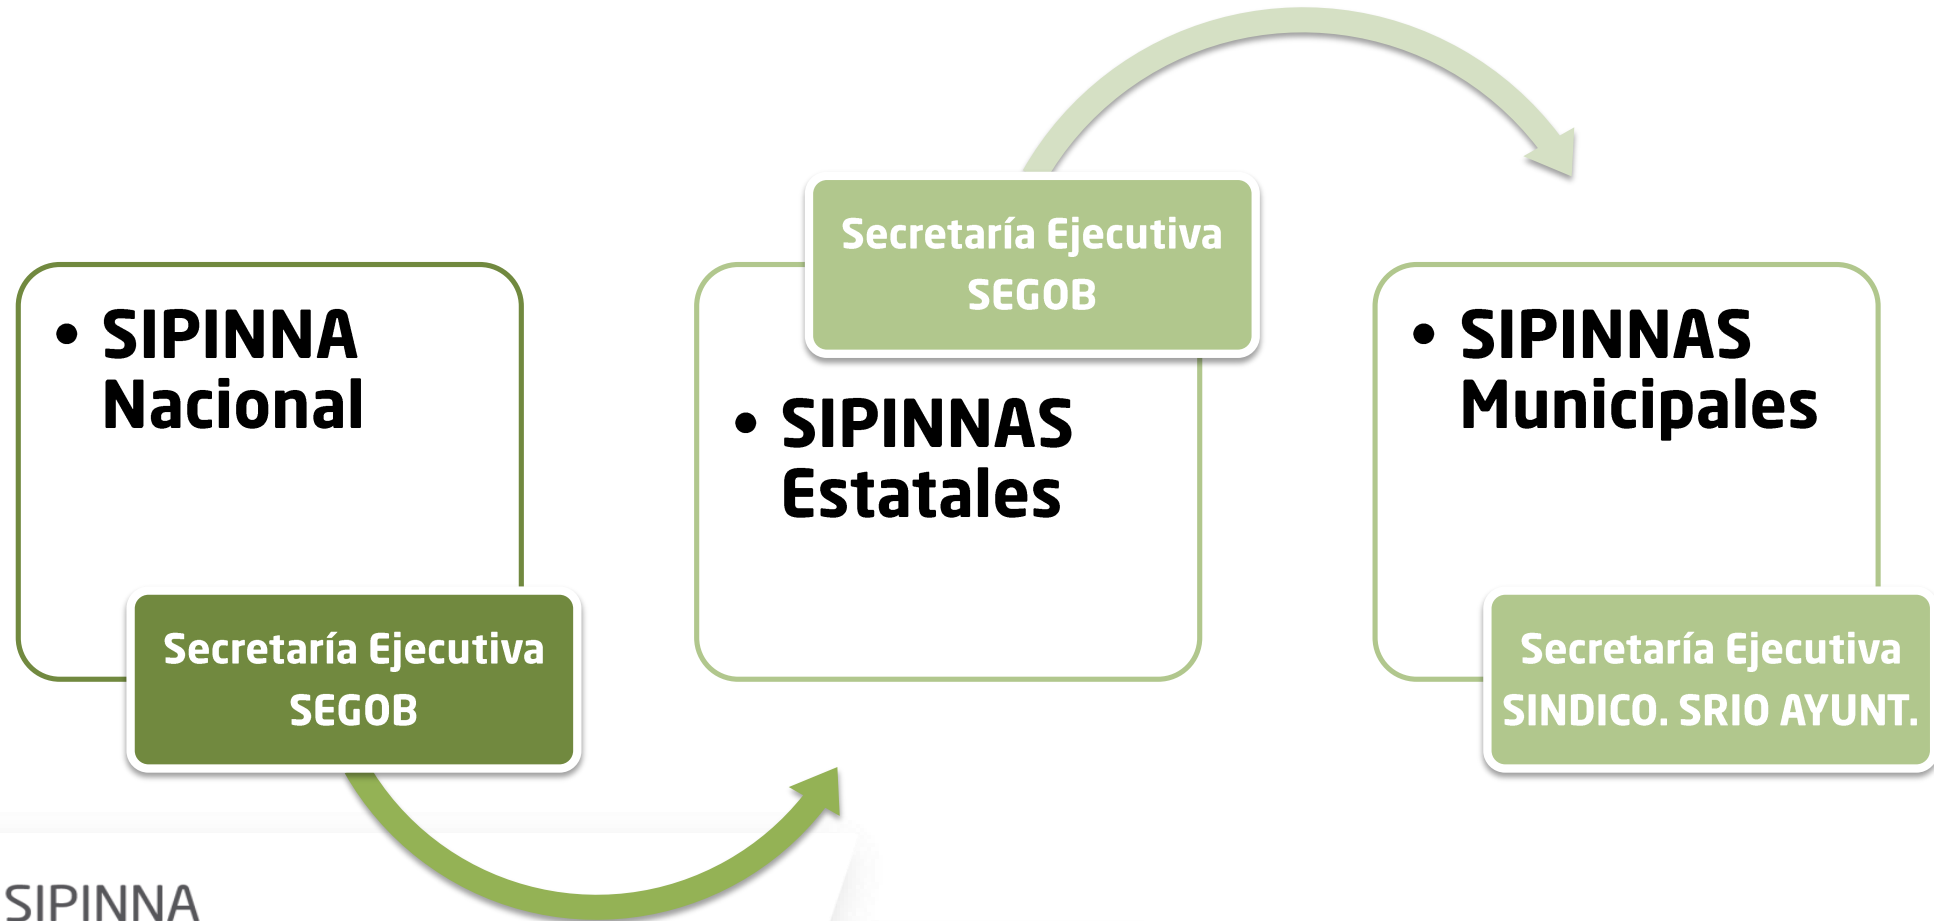 • SIPINNA
Nacional
Secretaría Ejecutiva
SEGOB
Secretaría Ejecutiva
SEGOB
• SIPINNAS
Estatales
• SIPINNAS
Municipales
Secretaría Ejecutiva
SINDICO. SRIO AYUNT.
SIPINNA